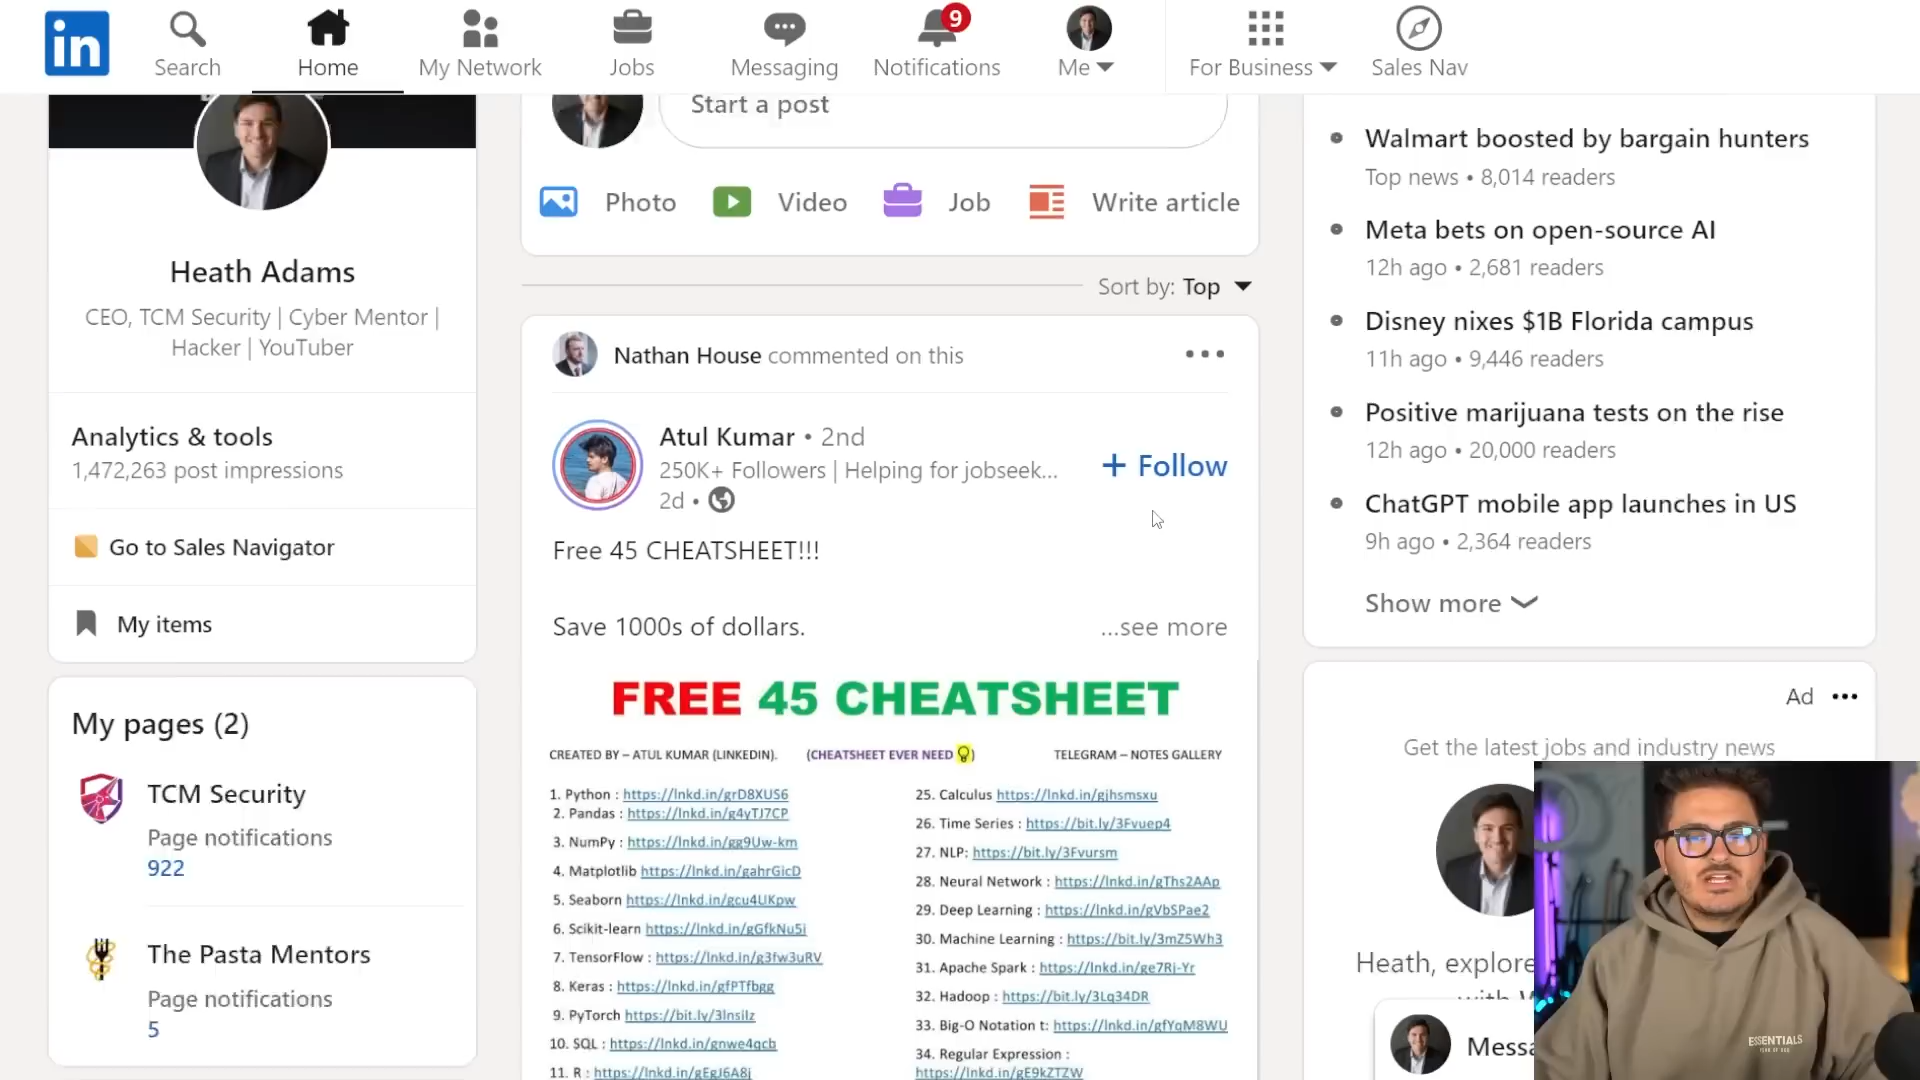 in
Search
Home
My Network
Jobs
Messaging
9
Notifications
Me
For Business
Sales Nav
Heath Adams
CEO, TCM Security | Cyber Mentor |
Hacker | YouTuber
Analytics & tools
1,472,263 post impressions
Go to Sales Navigator
My items
My pages (2)
TCM Security
Page notifications
922
The Pasta Mentors
Page notifications
5
Start a post
Photo
Video
Job
Write article
Sort by: Top
Nathan House commented on this
Atul Kumar • 2nd
250K+ Followers | Helping for jobseek...
2d •
+ Follow
Free 45 CHEATSHEET!!!
Save 1000s of dollars.
...see more
FREE 45 CHEATSHEET
CREATED BY – ATUL KUMAR (LINKEDIN). (CHEATSHEET EVER NEED ) TELEGRAM – NOTES GALLERY
1. Python : https://lnkd.in/grD8XUS6
2. Pandas : https://lnkd.in/g4yTJ7CP
3. NumPy : https://lnkd.in/gg9Uw-km
4. Matplotlib https://lnkd.in/gahrGicD
5. Seaborn https://lnkd.in/gcu4UKpw
6. Scikit-learn https://lnkd.in/gGfkNu5i
7. TensorFlow : https://lnkd.in/g3fw3uRV
8. Keras : https://lnkd.in/gfPTfbgg
9. PyTorch https://bit.ly/3lnsilz
10. SQL : https://lnkd.in/gnwe4gcb
11. R : https://lnkd.in/gEgJ6A8j
25. Calculus https://lnkd.in/gjhsmsxu
26. Time Series : https://bit.ly/3Fvuep4
27. NLP: https://bit.ly/3Fvursm
28. Neural Network : https://lnkd.in/gThs2AAp
29. Deep Learning : https://lnkd.in/gVbSPae2
30. Machine Learning : https://bit.ly/3mZ5Wh3
31. Apache Spark : https://lnkd.in/ge7Rj-Yr
32. Hadoop : https://bit.ly/3Lq34DR
33. Big-O Notation t: https://lnkd.in/gfYqM8WU
34. Regular Expression :
https://lnkd.in/gE9kZTZW
Walmart boosted by bargain hunters
Top news • 8,014 readers
Meta bets on open-source AI
12h ago • 2,681 readers
Disney nixes $1B Florida campus
11h ago • 9,446 readers
Positive marijuana tests on the rise
12h ago • 20,000 readers
ChatGPT mobile app launches in US
9h ago • 2,364 readers
Show more
Ad
Get the latest jobs and industry news
Heath, explore
with
Messa
ESSENTIALS
FEAR OF GOD